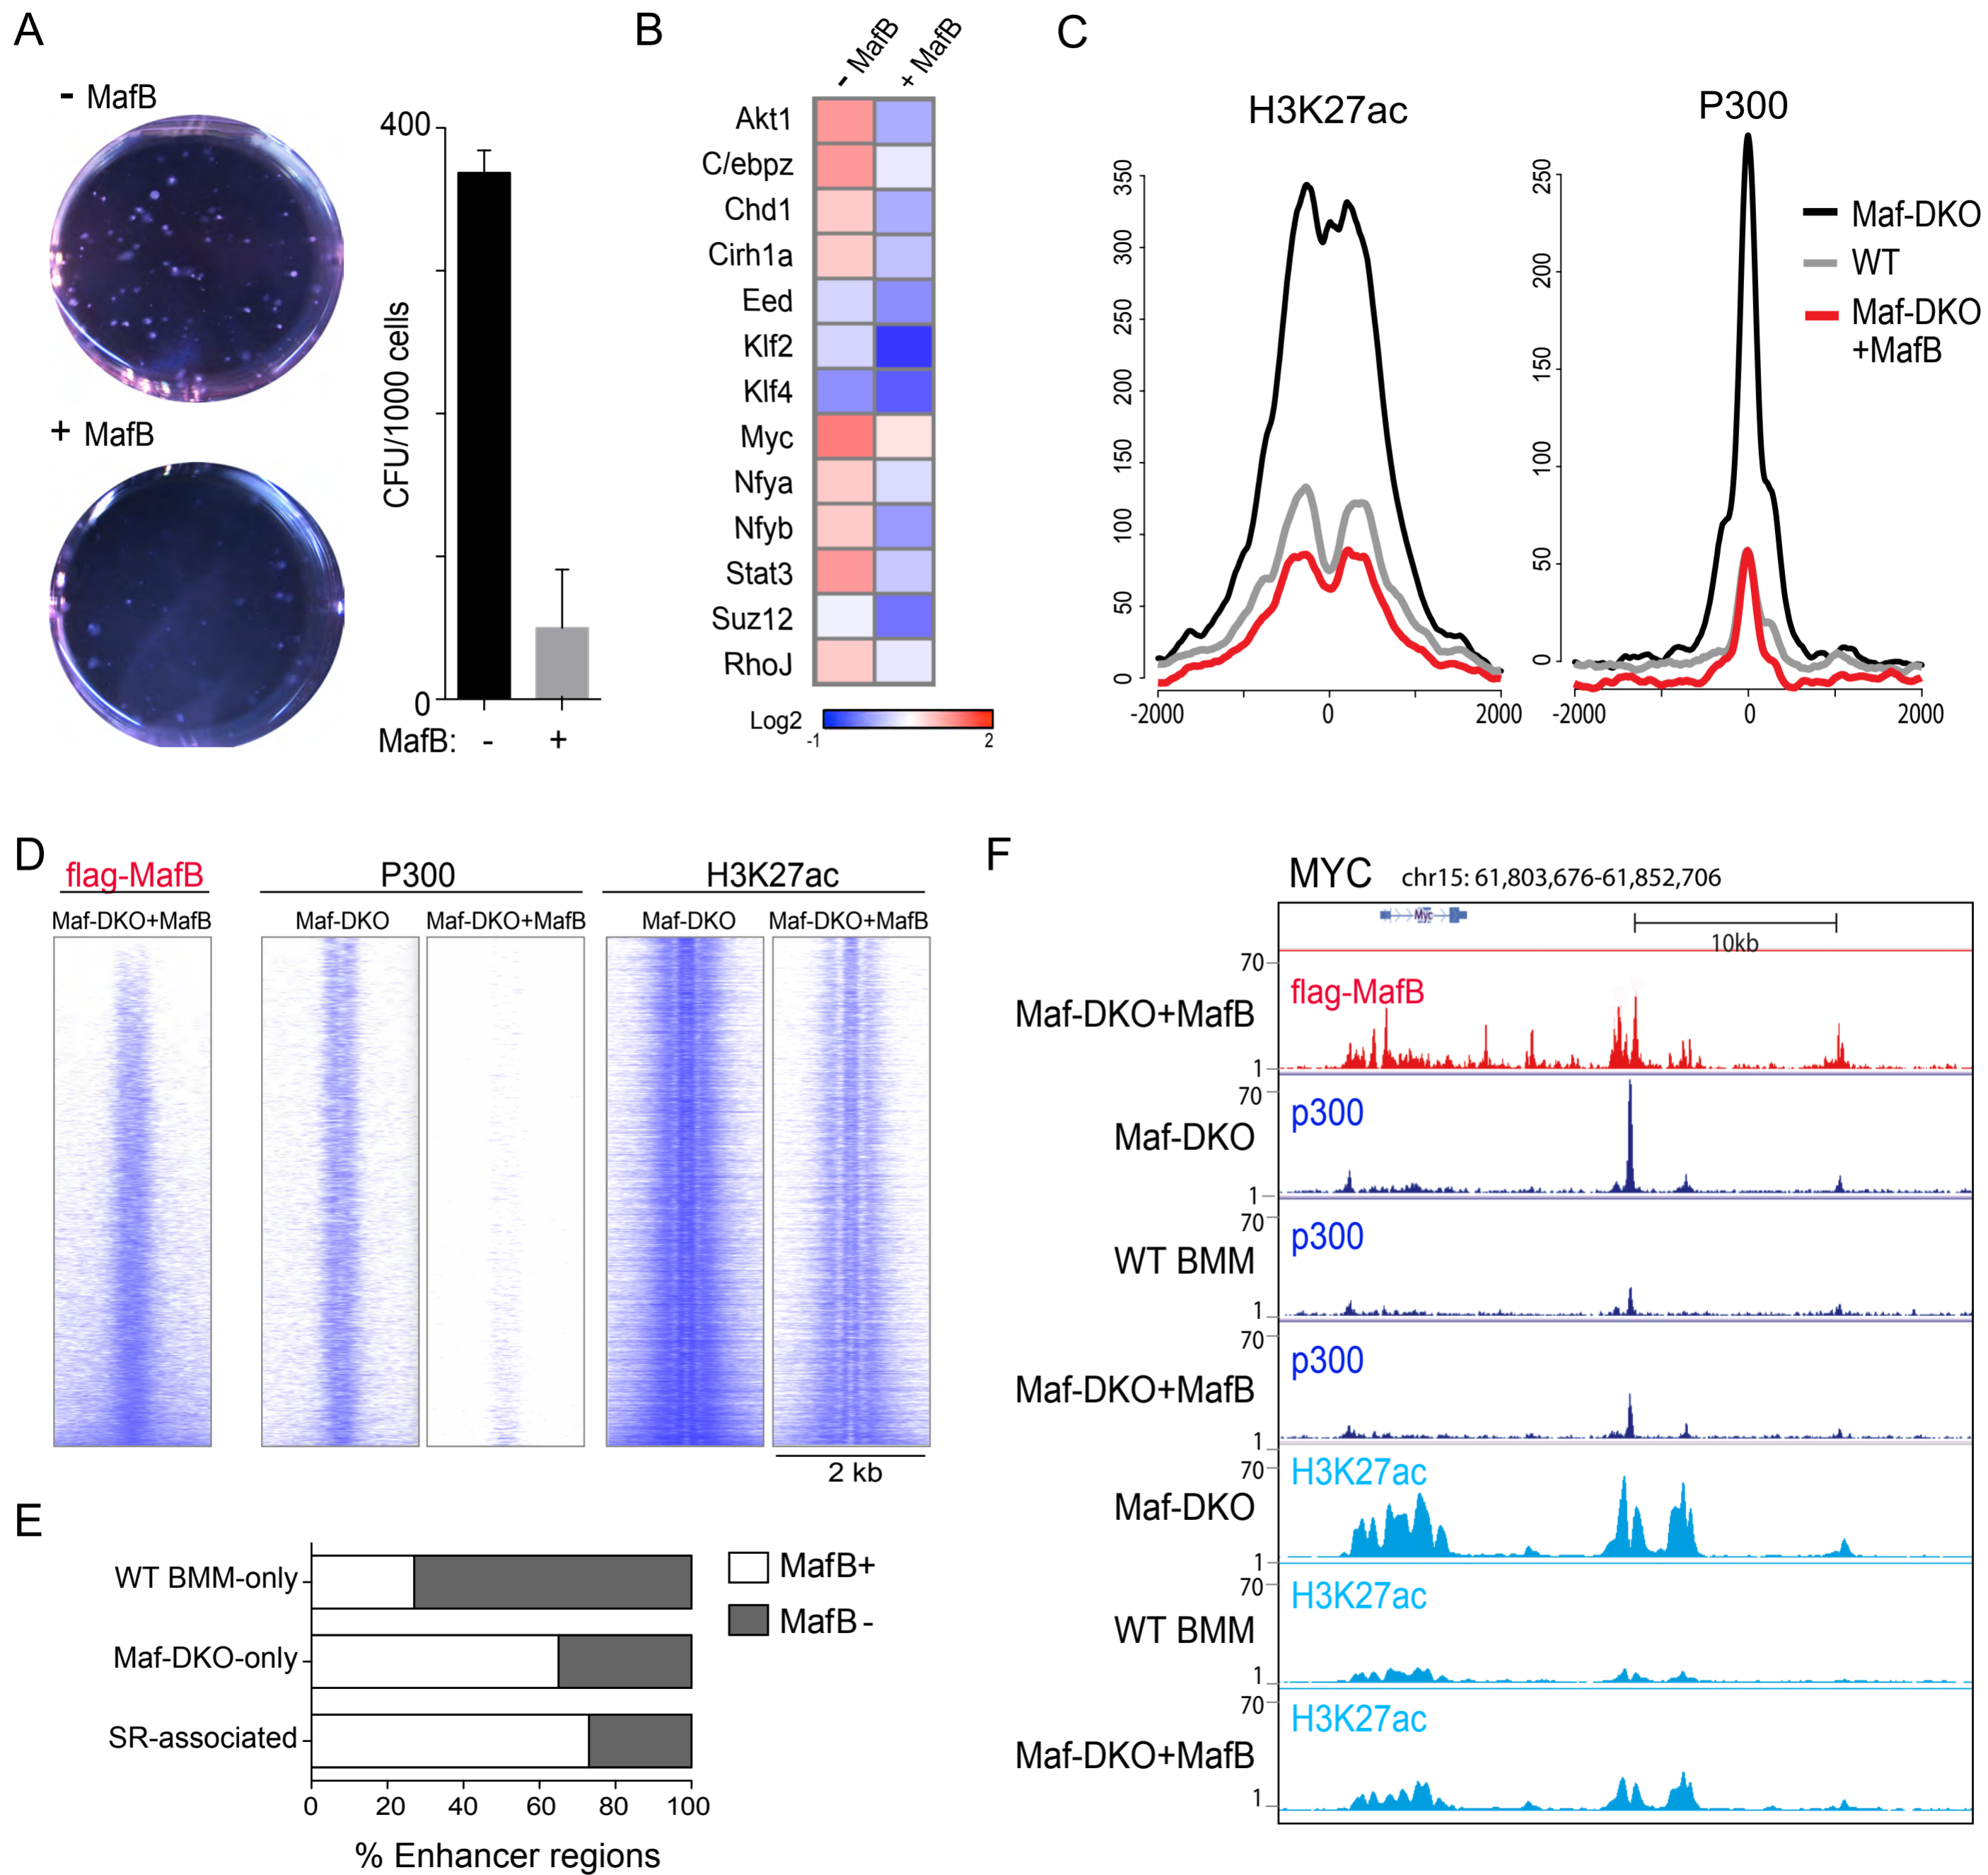 A
- MafB
+ MafB
400
0
CFU/1000 cells
MafB: - +
B
- MafB
+ MafB
Akt1
C/ebpz
Chd1
Cirh1a
Eed
Klf2
Klf4
Myc
Nfya
Nfyb
Stat3
Suz12
RhoJ
Log2
-1 2
C
H3K27ac
350
300
250
200
150
100
50
0
-2000 0 2000
P300
250
200
150
100
50
0
-2000 0 2000
Maf-DKO
WT
Maf-DKO
+MafB
D
flag-MafB P300 H3K27ac
Maf-DKO+MafB Maf-DKO Maf-DKO+MafB Maf-DKO Maf-DKO+MafB
2 kb
E
WT BMM-only
Maf-DKO-only
SR-associated
0 20 40 60 80 100
% Enhancer regions
MafB+
MafB -
F
MYC chr15: 61,803,676-61,852,706
Myc
10kb
Maf-DKO+MafB 70 flag-MafB 1
Maf-DKO 70 p300 1
WT BMM 70 p300 1
Maf-DKO+MafB 70 p300 1
Maf-DKO 70 H3K27ac 1
WT BMM 70 H3K27ac 1
Maf-DKO+MafB 70 H3K27ac 1